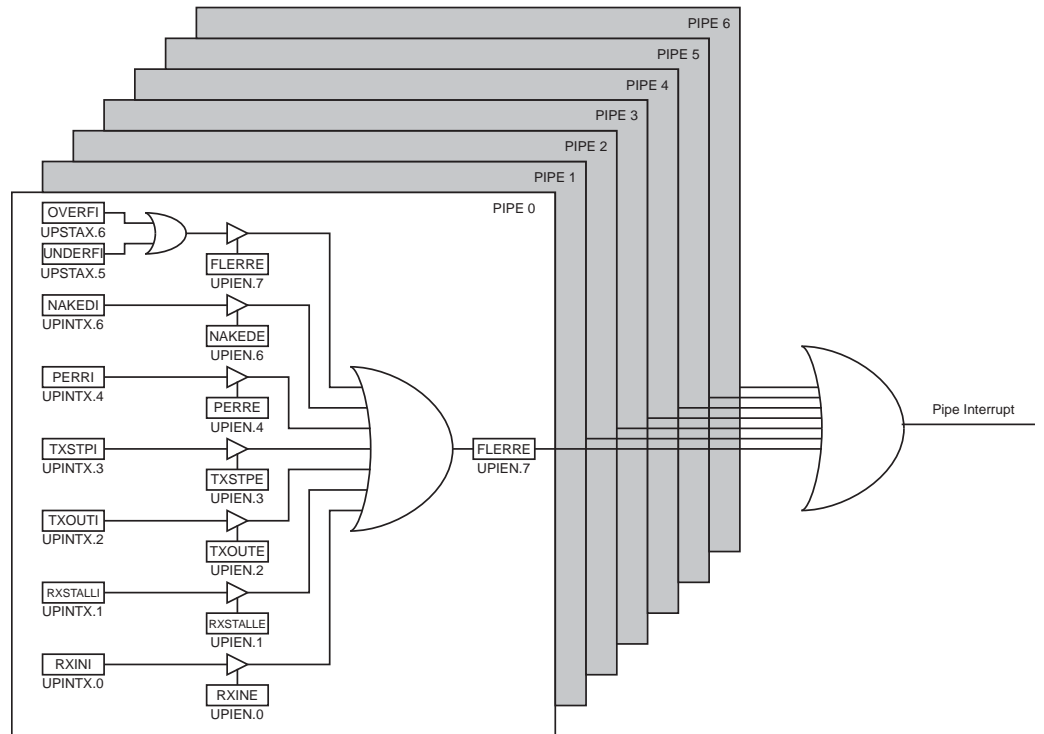 PIPE 6
PIPE 5
PIPE 4
PIPE 3
PIPE 2
PIPE 1
PIPE 0
OVERFI
UPSTAX.6
UNDERFI
UPSTAX.5
FLERRE
UPIEN.7
NAKEDI
UPINTX.6
NAKEDE
UPIEN.6
PERRI
UPINTX.4
PERRE
UPIEN.4
TXSTPI
UPINTX.3
TXSTPE
UPIEN.3
TXOUTI
UPINTX.2
TXOUTE
UPIEN.2
RXSTALLI
UPINTX.1
RXSTALLE
UPIEN.1
RXINI
UPINTX.0
RXINE
UPIEN.0
FLERRE
UPIEN.7
Pipe Interrupt